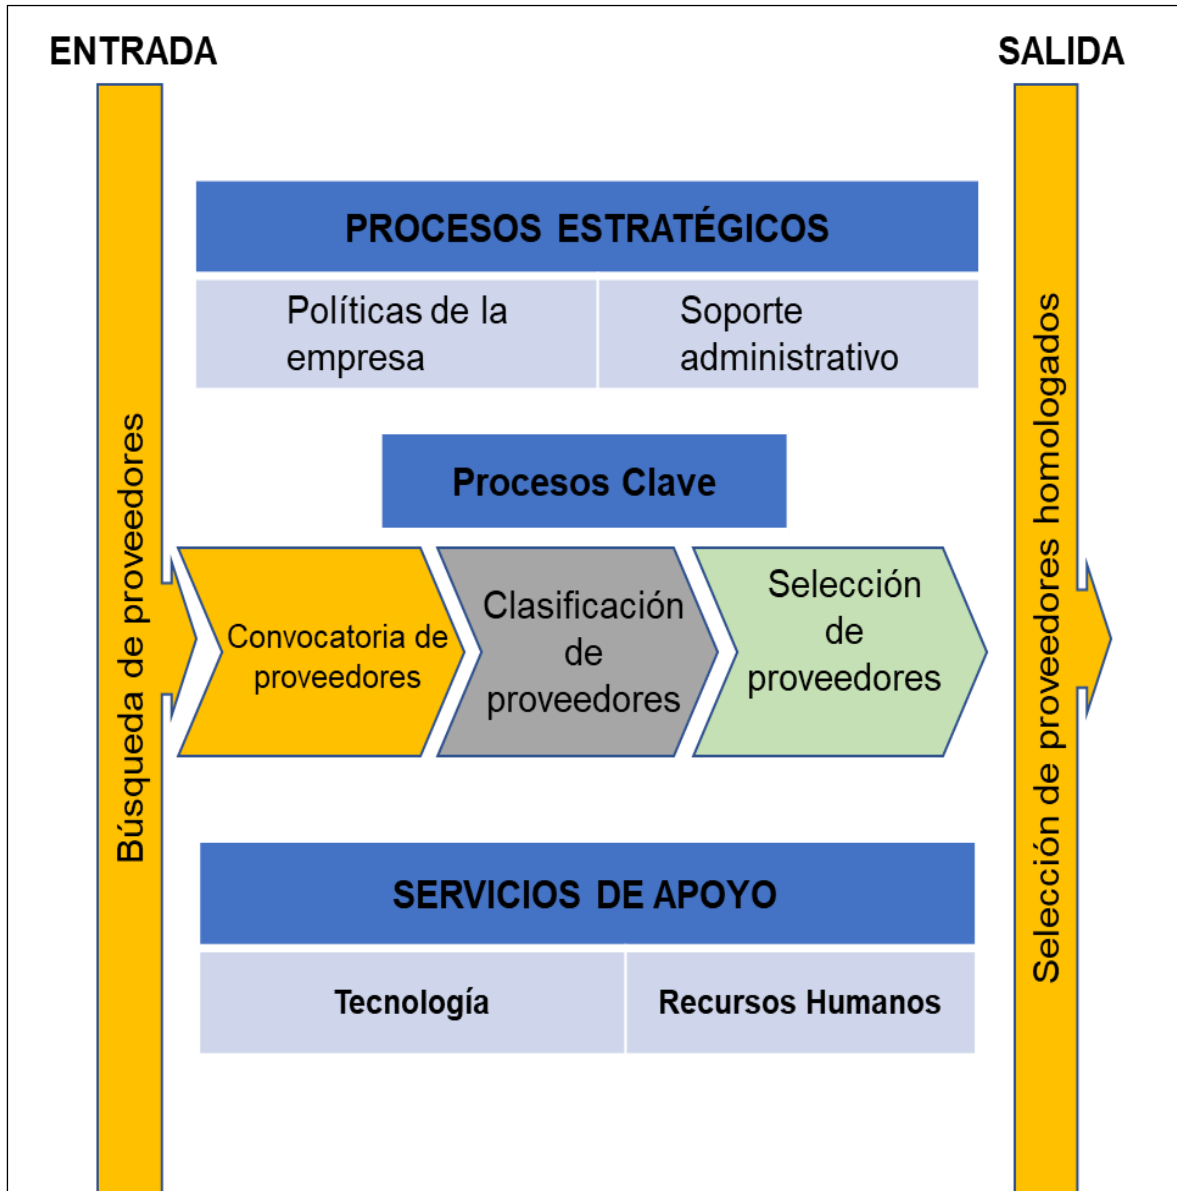 ENTRADA
SALIDA
PROCESOS ESTRATÉGICOS
Políticas de la
empresa
Soporte
administrativo
Procesos Clave
Búsqueda de proveedores
Convocatoria de
proveedores
Clasificación
de
proveedores
Selección
de
proveedores
Selección de proveedores homologados
SERVICIOS DE APOYO
Tecnología
Recursos Humanos